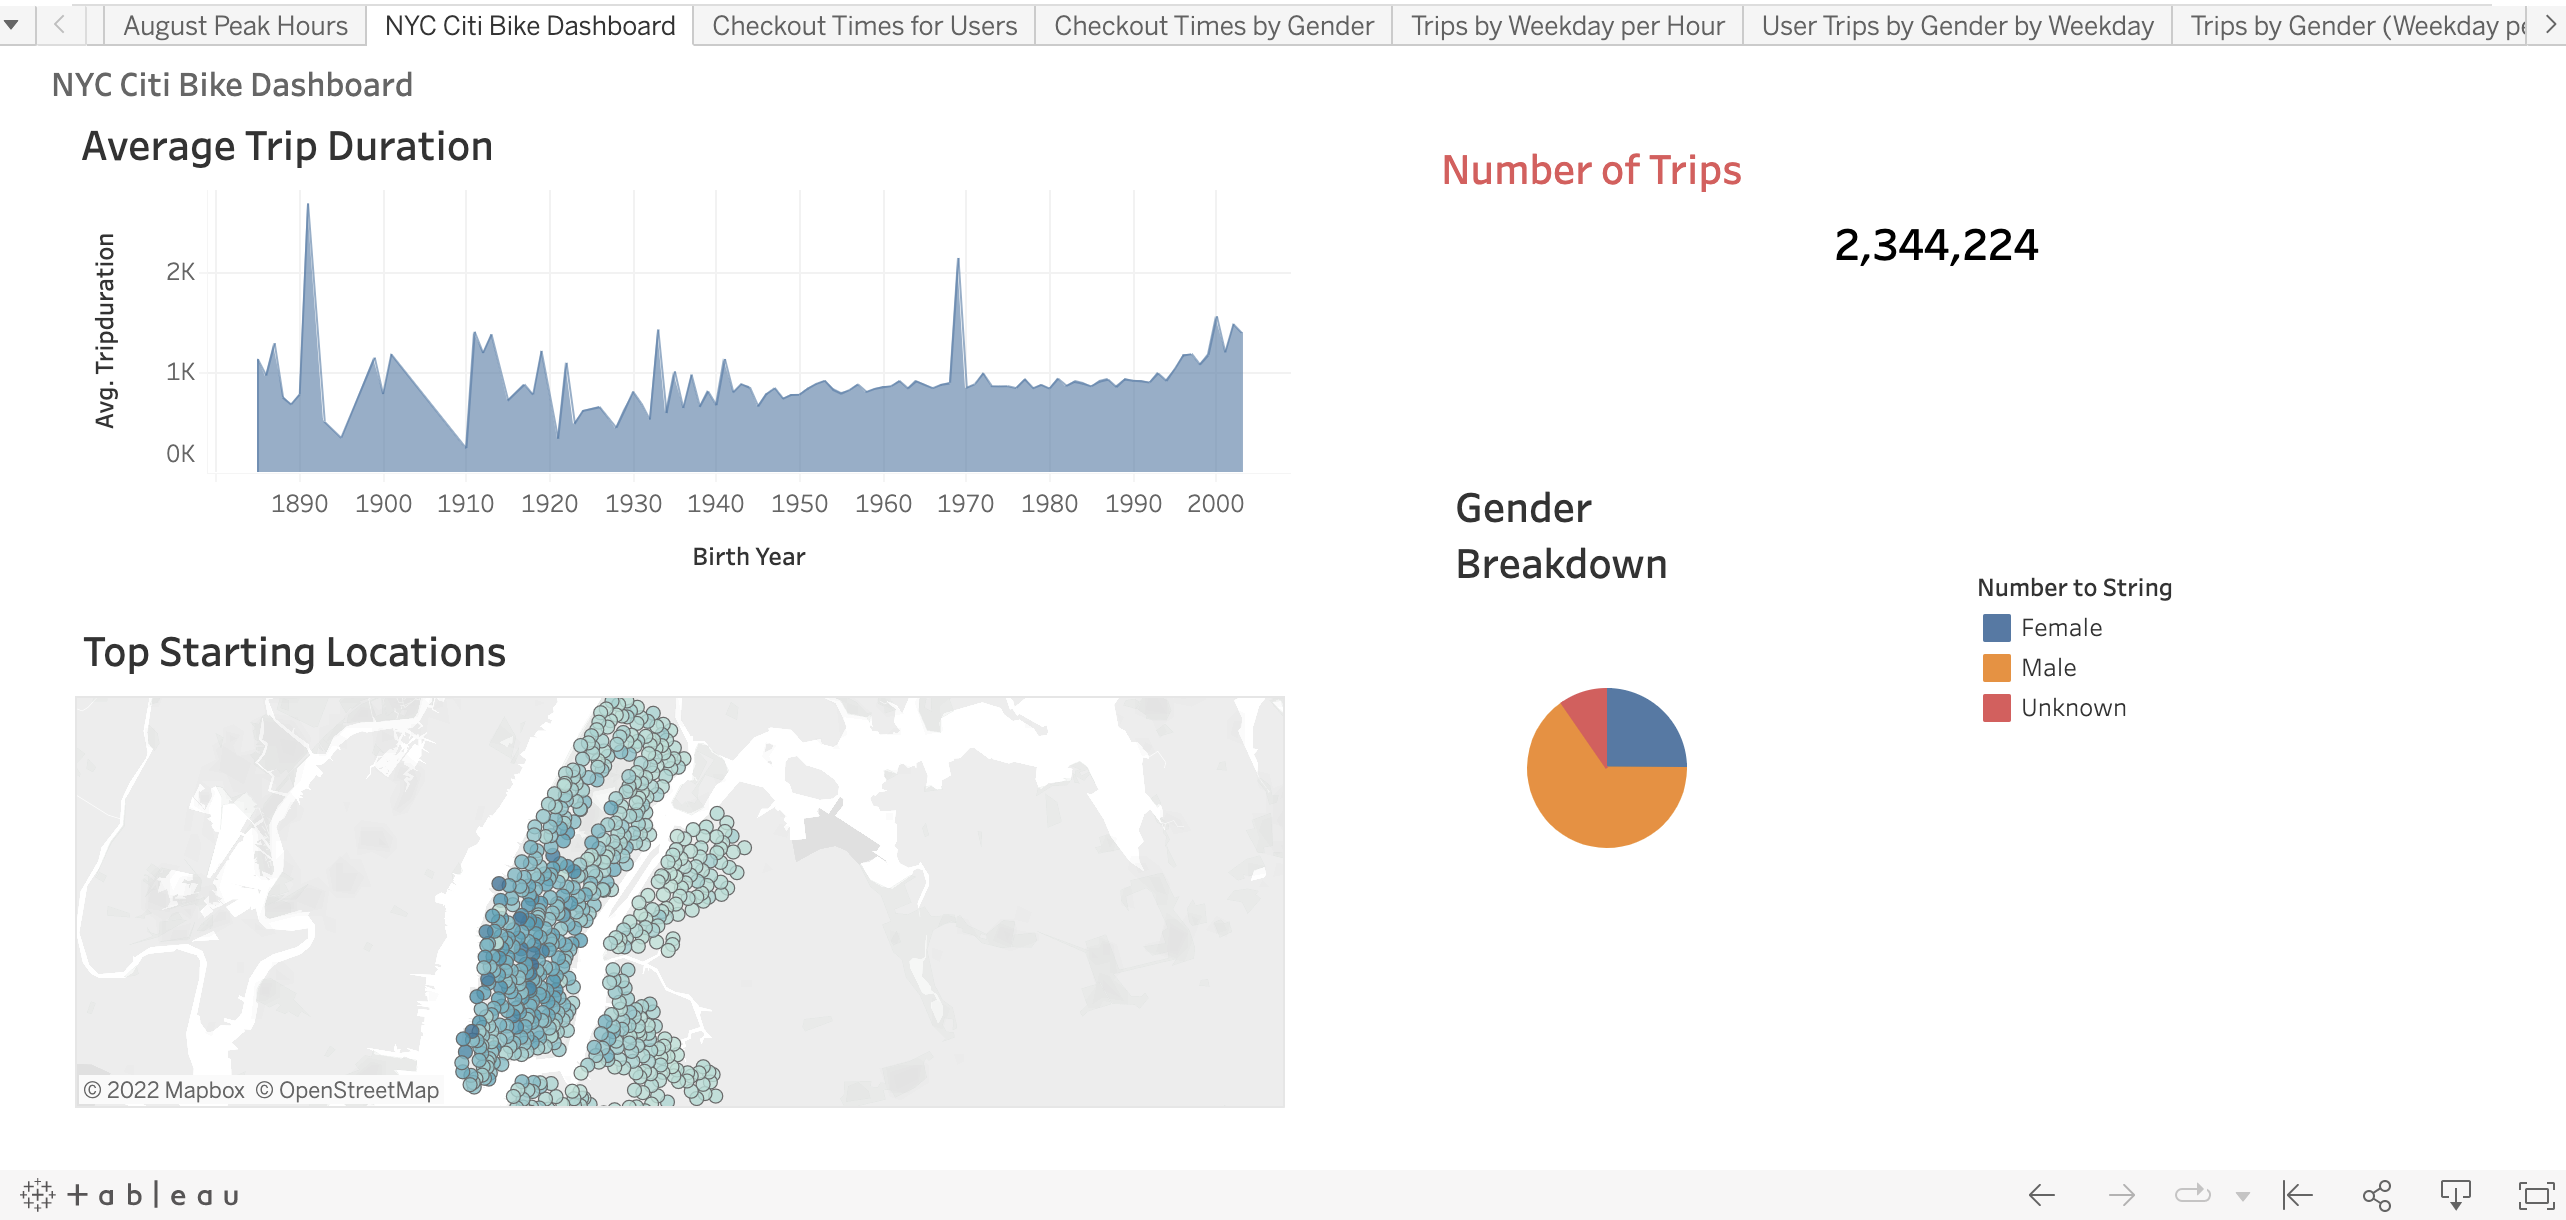 August Peak Hours
NYC Citi Bike Dashboard
Checkout Times for Users
Checkout Times by Gender
Trips by Weekday per Hour
User Trips by Gender by Weekday
Trips by Gender (Weekday
NYC Citi Bike Dashboard
Average Trip Duration
Avg. Tripduration
2K
1K
0K
1890 1900 1910 1920 1930 1940 1950 1960 1970 1980 1990 2000
Birth Year
Number of Trips
2,344,224
Gender
Breakdown
Number to String
Female
Male
Unknown
Top Starting Locations
© 2022 Mapbox © OpenStreetMap
+ a b | e a u